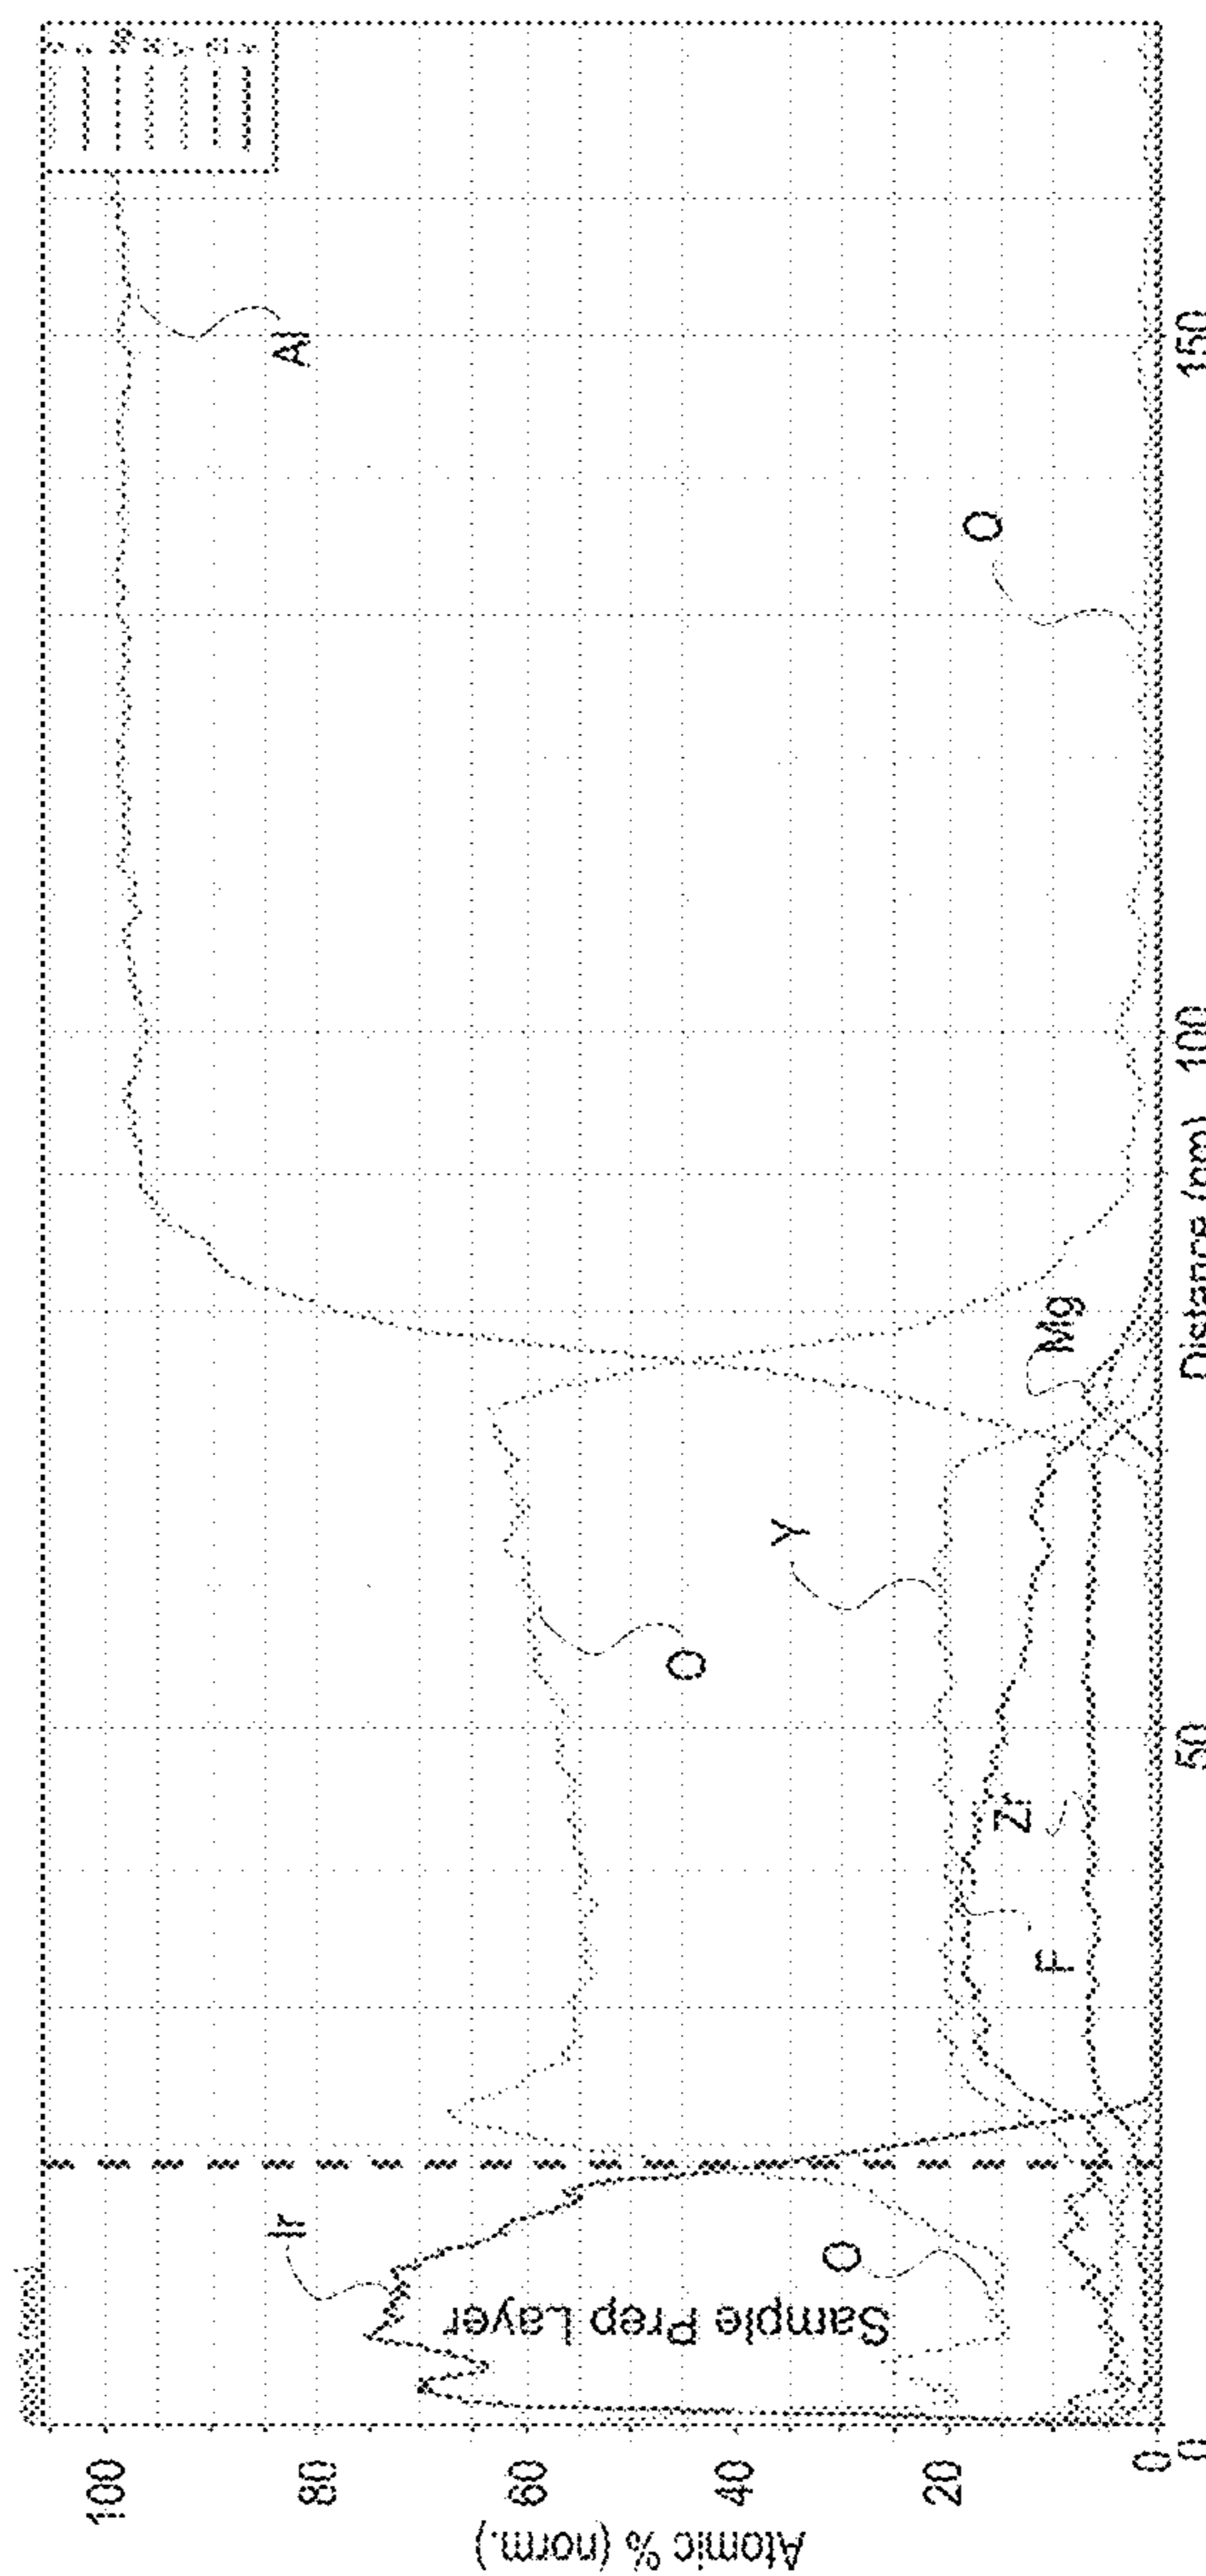 Atomic % (norm.)
100
80
60
40
20
0
0
50
100
150
Distance (nm)
Sample Prep Layer
Ir
O
O
F
Zr
Y
Mg
O
Al